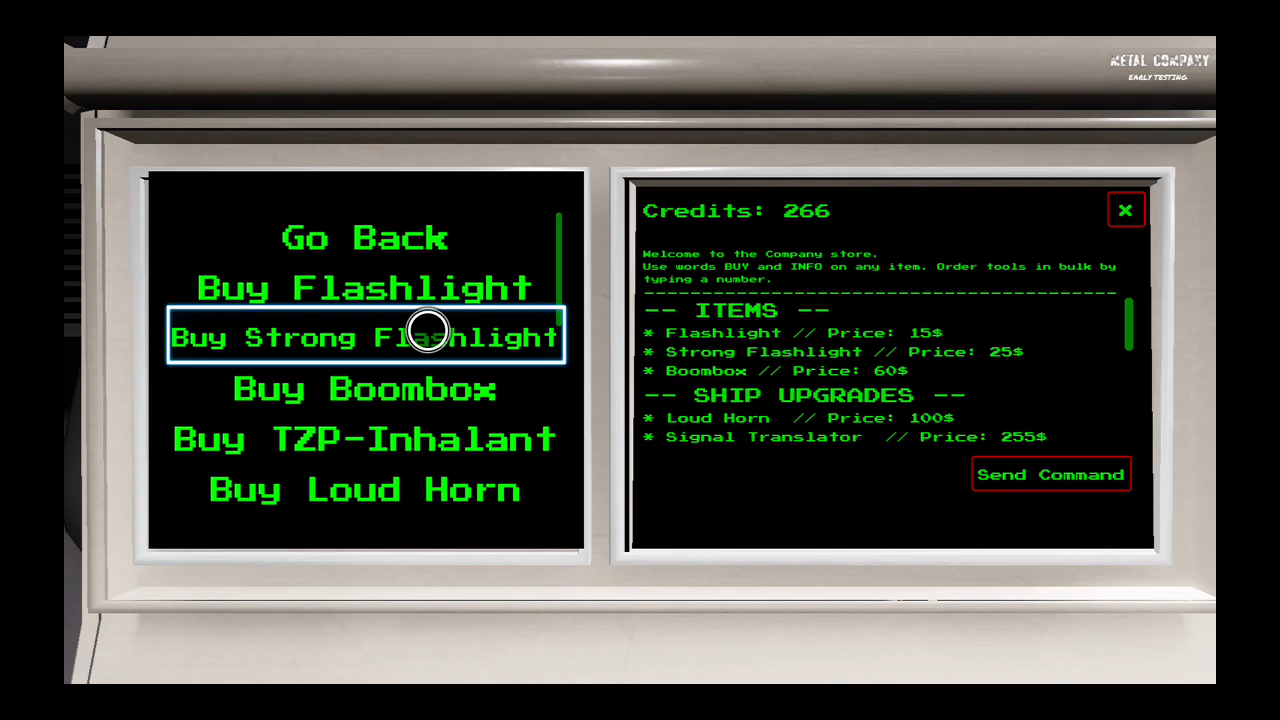 METAL COMPANY
EARLY TESTING
Go Back
Buy Flashlight
Buy Strong Flashlight
Buy Boombox
Buy TZP-Inhalant
Buy Loud Horn
Credits: 266
x
Welcome to the Company store.
Use words BUY and INFO on any item. Order tools in bulk by
typing a number.
-----------------------------------------
-- ITEMS --
* Flashlight // Price: 15$
* Strong Flashlight // Price: 25$
* Boombox // Price: 60$
-- SHIP UPGRADES --
* Loud Horn // Price: 100$
* Signal Translator // Price: 255$
Send Command